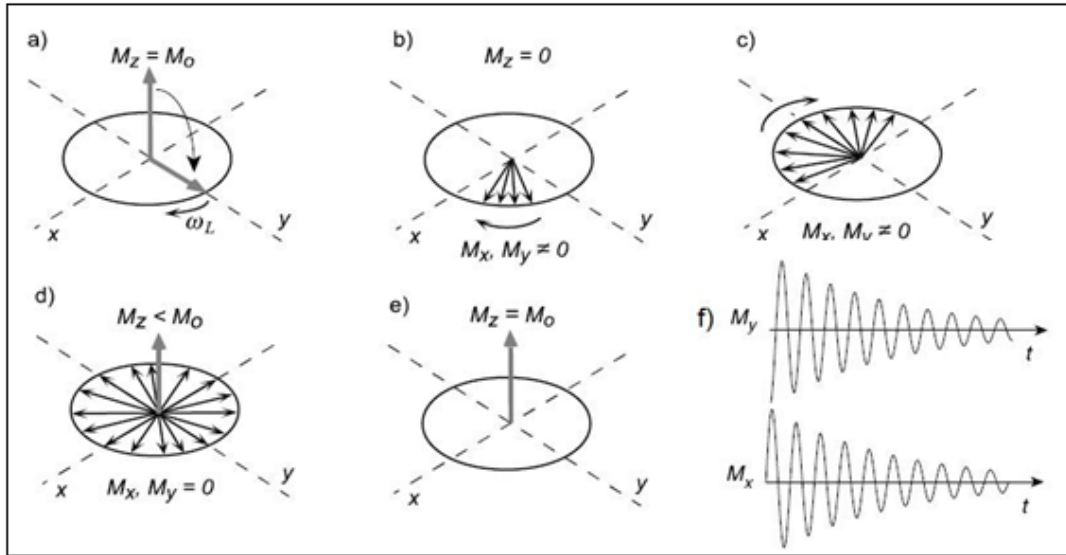 a)
M_z = M_o
x
ω_L
y
b)
M_z = 0
x
y
M_x, M_y ≠ 0
c)
x
y
M_x, M_y ≠ 0
d)
M_z < M_o
x
y
M_x, M_y = 0
e)
M_z = M_o
x
y
f)
M_y
t
M_x
t